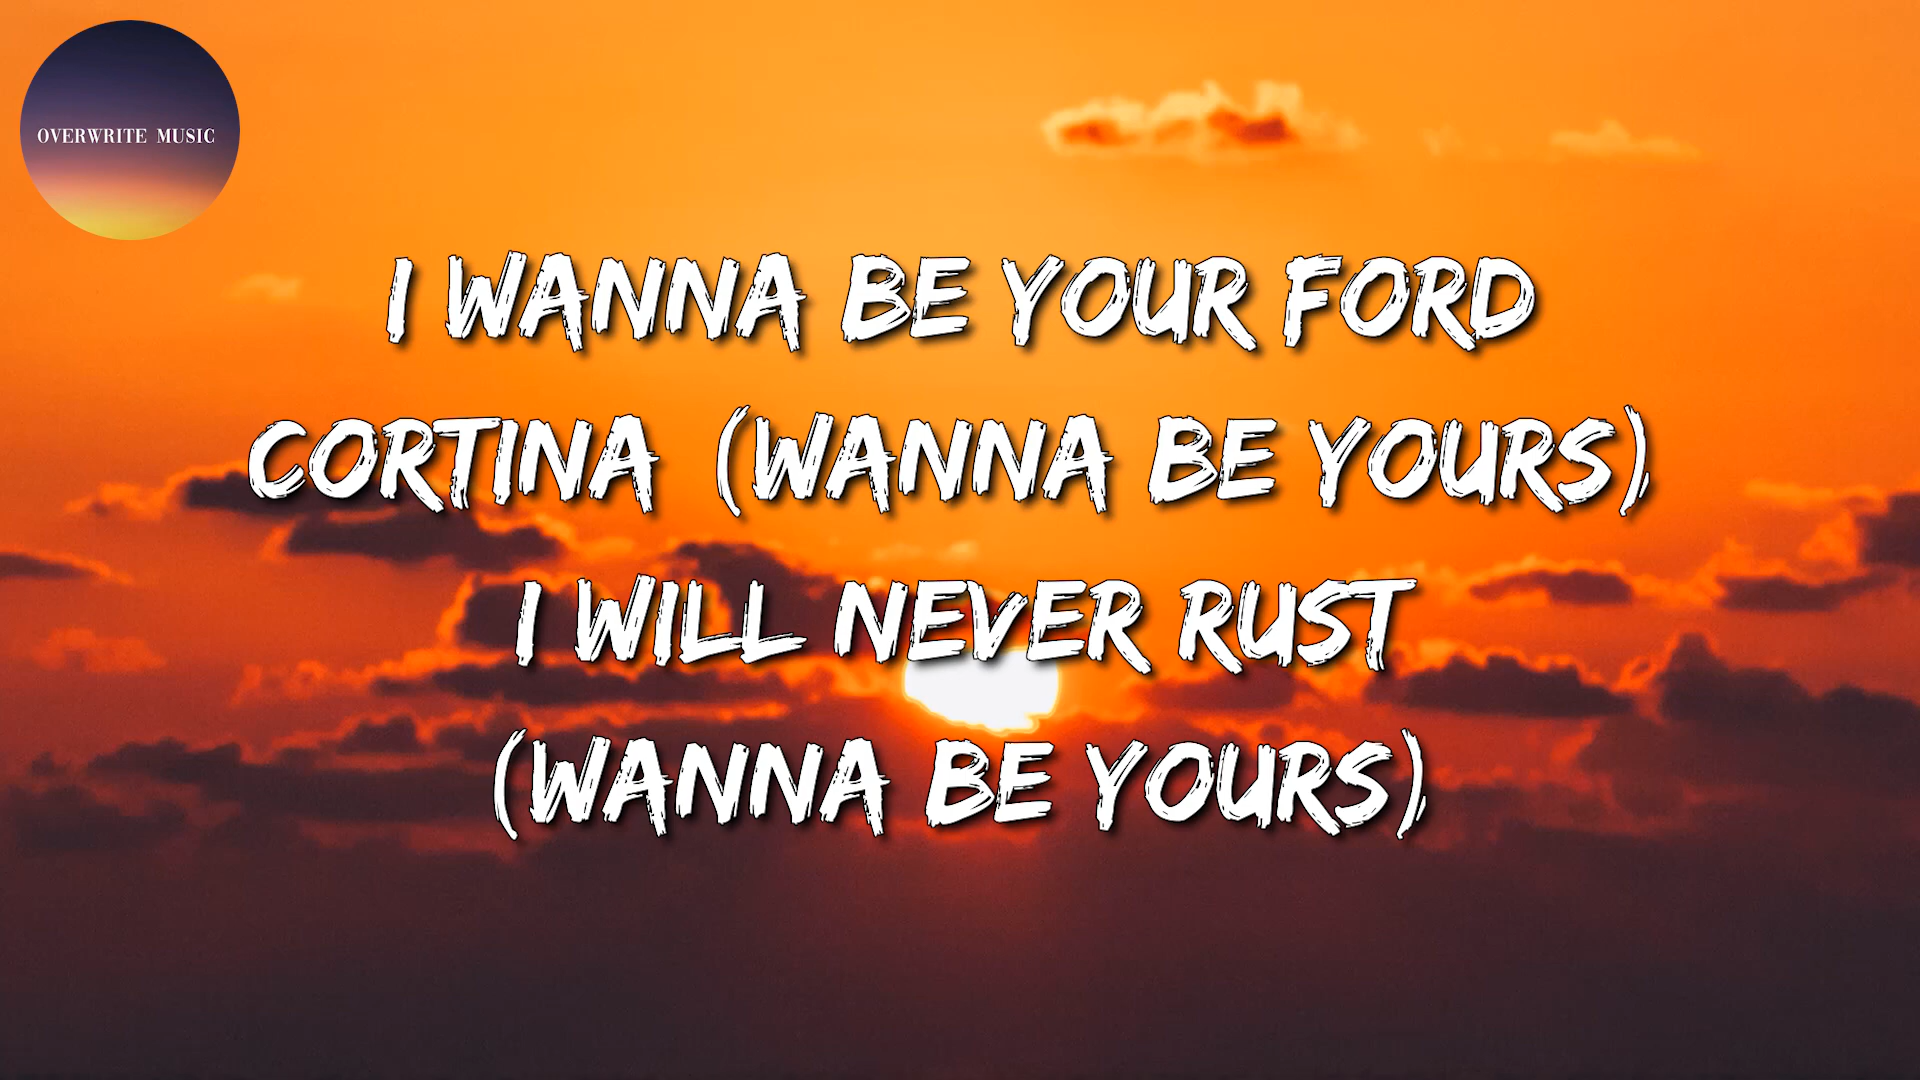 OVERWRITE MUSIC
I WANNA BE YOUR FORD
CORTINA (WANNA BE YOURS)
I WILL NEVER RUST
(WANNA BE YOURS)